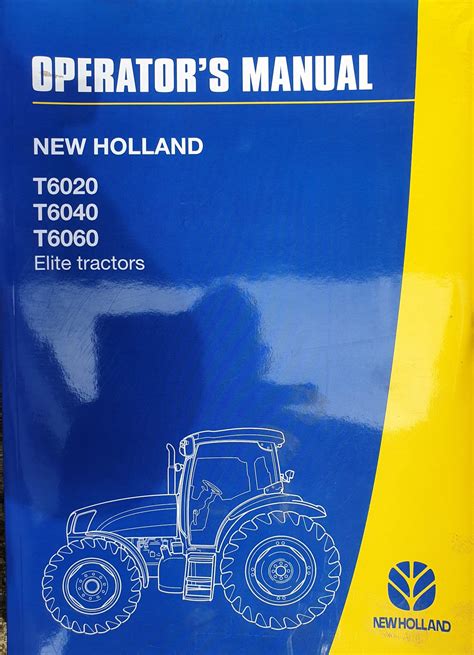 OPERATOR'S MANUAL
NEW HOLLAND
T6020
T6040
T6060
Elite tractors
NEW HOLLAND